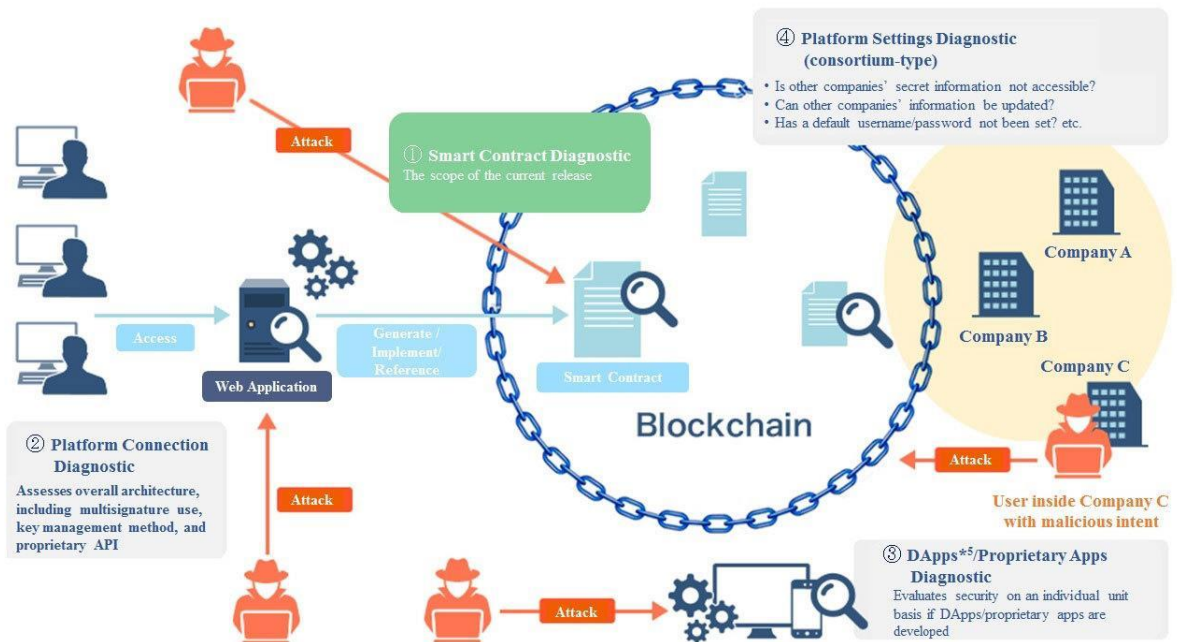 ④ Platform Settings Diagnostic
(consortium-type)
• Is other companies' secret information not accessible?
• Can other companies' information be updated?
• Has a default username/password not been set? etc.
Attack
① Smart Contract Diagnostic
The scope of the current release
Company A
Company B
Company C
Access
Generate /
Implement/
Reference
Web Application
Smart Contract
Blockchain
② Platform Connection
Diagnostic
Assesses overall architecture,
including multisignature use,
key management method, and
proprietary API
Attack
Attack
User inside Company C
with malicious intent
③ DApps*5/Proprietary Apps
Diagnostic
Evaluates security on an individual unit
basis if DApps/proprietary apps are
developed
Attack